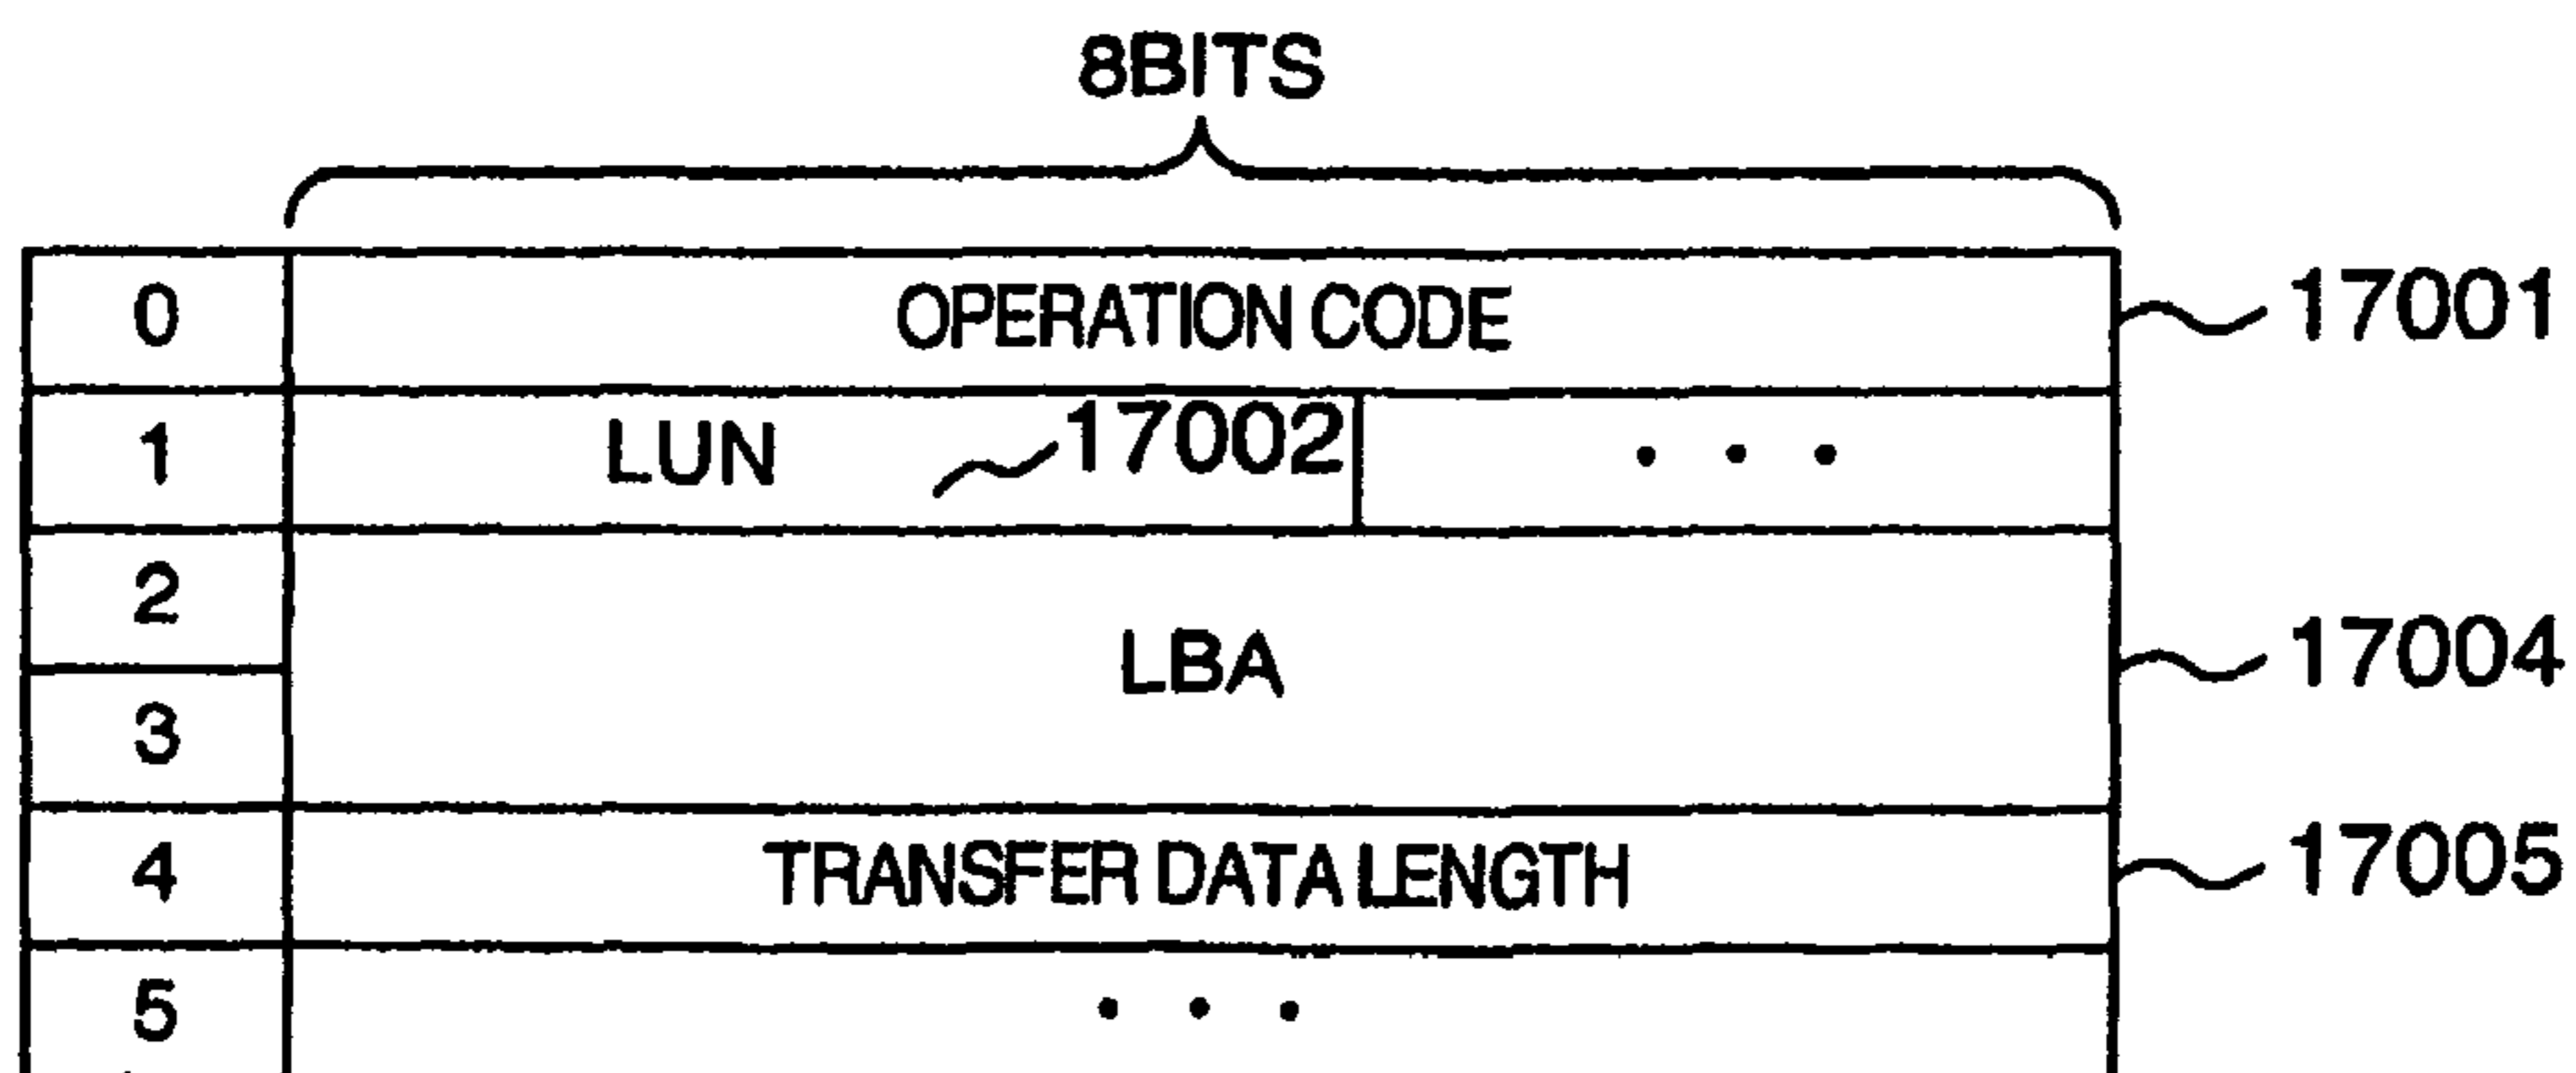 8BITS
0 OPERATION CODE 17001
1 LUN 17002 . . .
2
LBA 17004
3
4 TRANSFER DATA LENGTH 17005
5 . . .